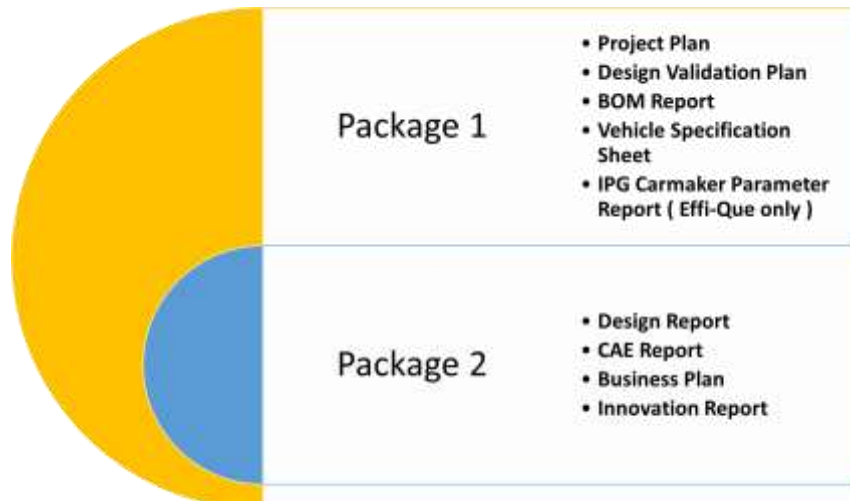 Package 1
• Project Plan
• Design Validation Plan
• BOM Report
• Vehicle Specification
Sheet
• IPG Carmaker Parameter
Report ( Effi-Que only )
Package 2
• Design Report
• CAE Report
• Business Plan
• Innovation Report